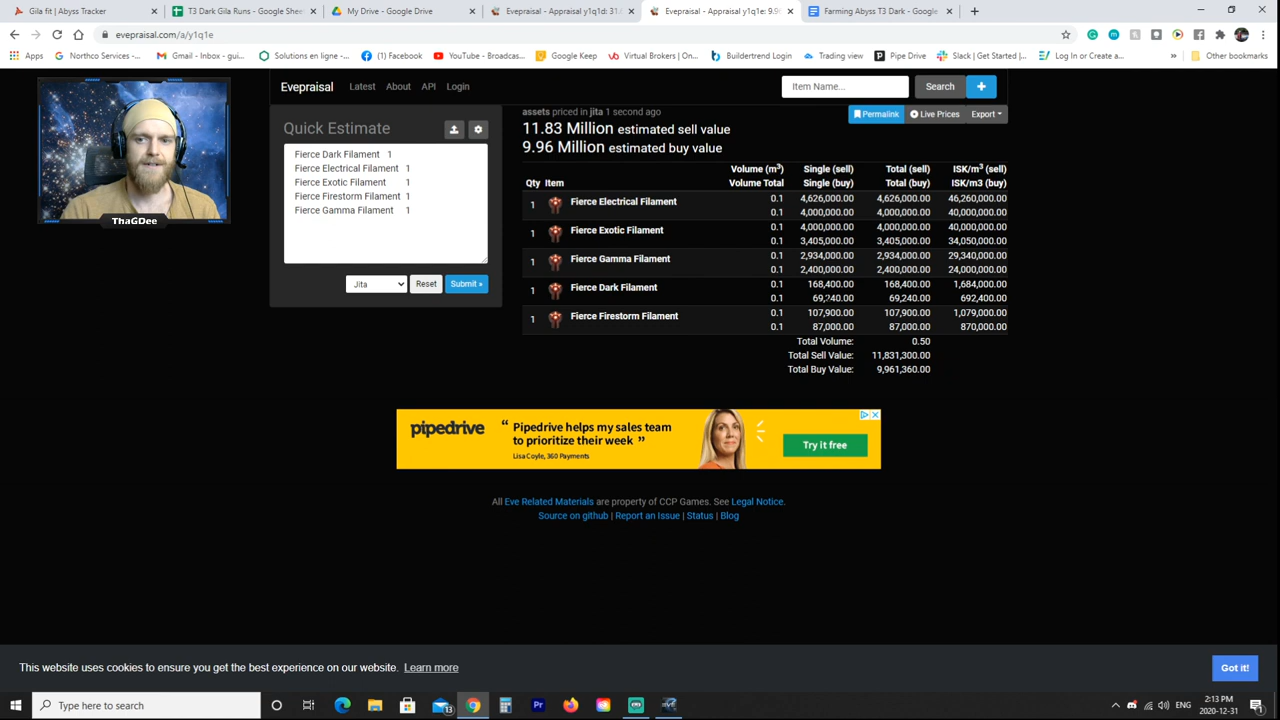 Gila fit | Abyss Tracker
T3 Dark Gila Runs - Google Shee
My Drive - Google Drive
Evepraisal - Appraisal y1q1d: 31.
Evepraisal - Appraisal y1q1e: 9.9
Farming Abyss T3 Dark - Google
evepraisal.com/a/y1q1e
Apps
Northco Services -...
Gmail - Inbox - gui...
Solutions en ligne -...
(1) Facebook
YouTube - Broadcas...
Google Keep
Virtual Brokers | On...
Buildertrend Login
Trading view
Pipe Drive
Slack | Get Started |...
Log In or Create a...
»
Other bookmarks
Evepraisal Latest About API Login
Item Name... Search
Quick Estimate
Fierce Dark Filament 1
Fierce Electrical Filament 1
Fierce Exotic Filament 1
Fierce Firestorm Filament 1
Fierce Gamma Filament 1
Jita Reset Submit »
ThaGDee
assets priced in jita 1 second ago
Permalink Live Prices Export
11.83 Million estimated sell value
9.96 Million estimated buy value
Volume (m³) Single (sell) Total (sell) ISK/m³ (sell)
Qty Item Volume Total Single (buy) Total (buy) ISK/m3 (buy)
1 Fierce Electrical Filament 0.1 4,626,000.00 4,626,000.00 46,260,000.00
0.1 4,000,000.00 4,000,000.00 40,000,000.00
1 Fierce Exotic Filament 0.1 4,000,000.00 4,000,000.00 40,000,000.00
0.1 3,405,000.00 3,405,000.00 34,050,000.00
1 Fierce Gamma Filament 0.1 2,934,000.00 2,934,000.00 29,340,000.00
0.1 2,400,000.00 2,400,000.00 24,000,000.00
1 Fierce Dark Filament 0.1 168,400.00 168,400.00 1,684,000.00
0.1 69,240.00 69,240.00 692,400.00
1 Fierce Firestorm Filament 0.1 107,900.00 107,900.00 1,079,000.00
0.1 87,000.00 87,000.00 870,000.00
Total Volume: 0.50
Total Sell Value: 11,831,300.00
Total Buy Value: 9,961,360.00
pipedrive
“ Pipedrive helps my sales team
to prioritize their week ”
Lisa Coyle, 360 Payments
Try it free
All Eve Related Materials are property of CCP Games. See Legal Notice.
Source on github | Report an Issue | Status | Blog
This website uses cookies to ensure you get the best experience on our website. Learn more
Got it!
Type here to search
13
Pr
ENG
2:13 PM
2020-12-31